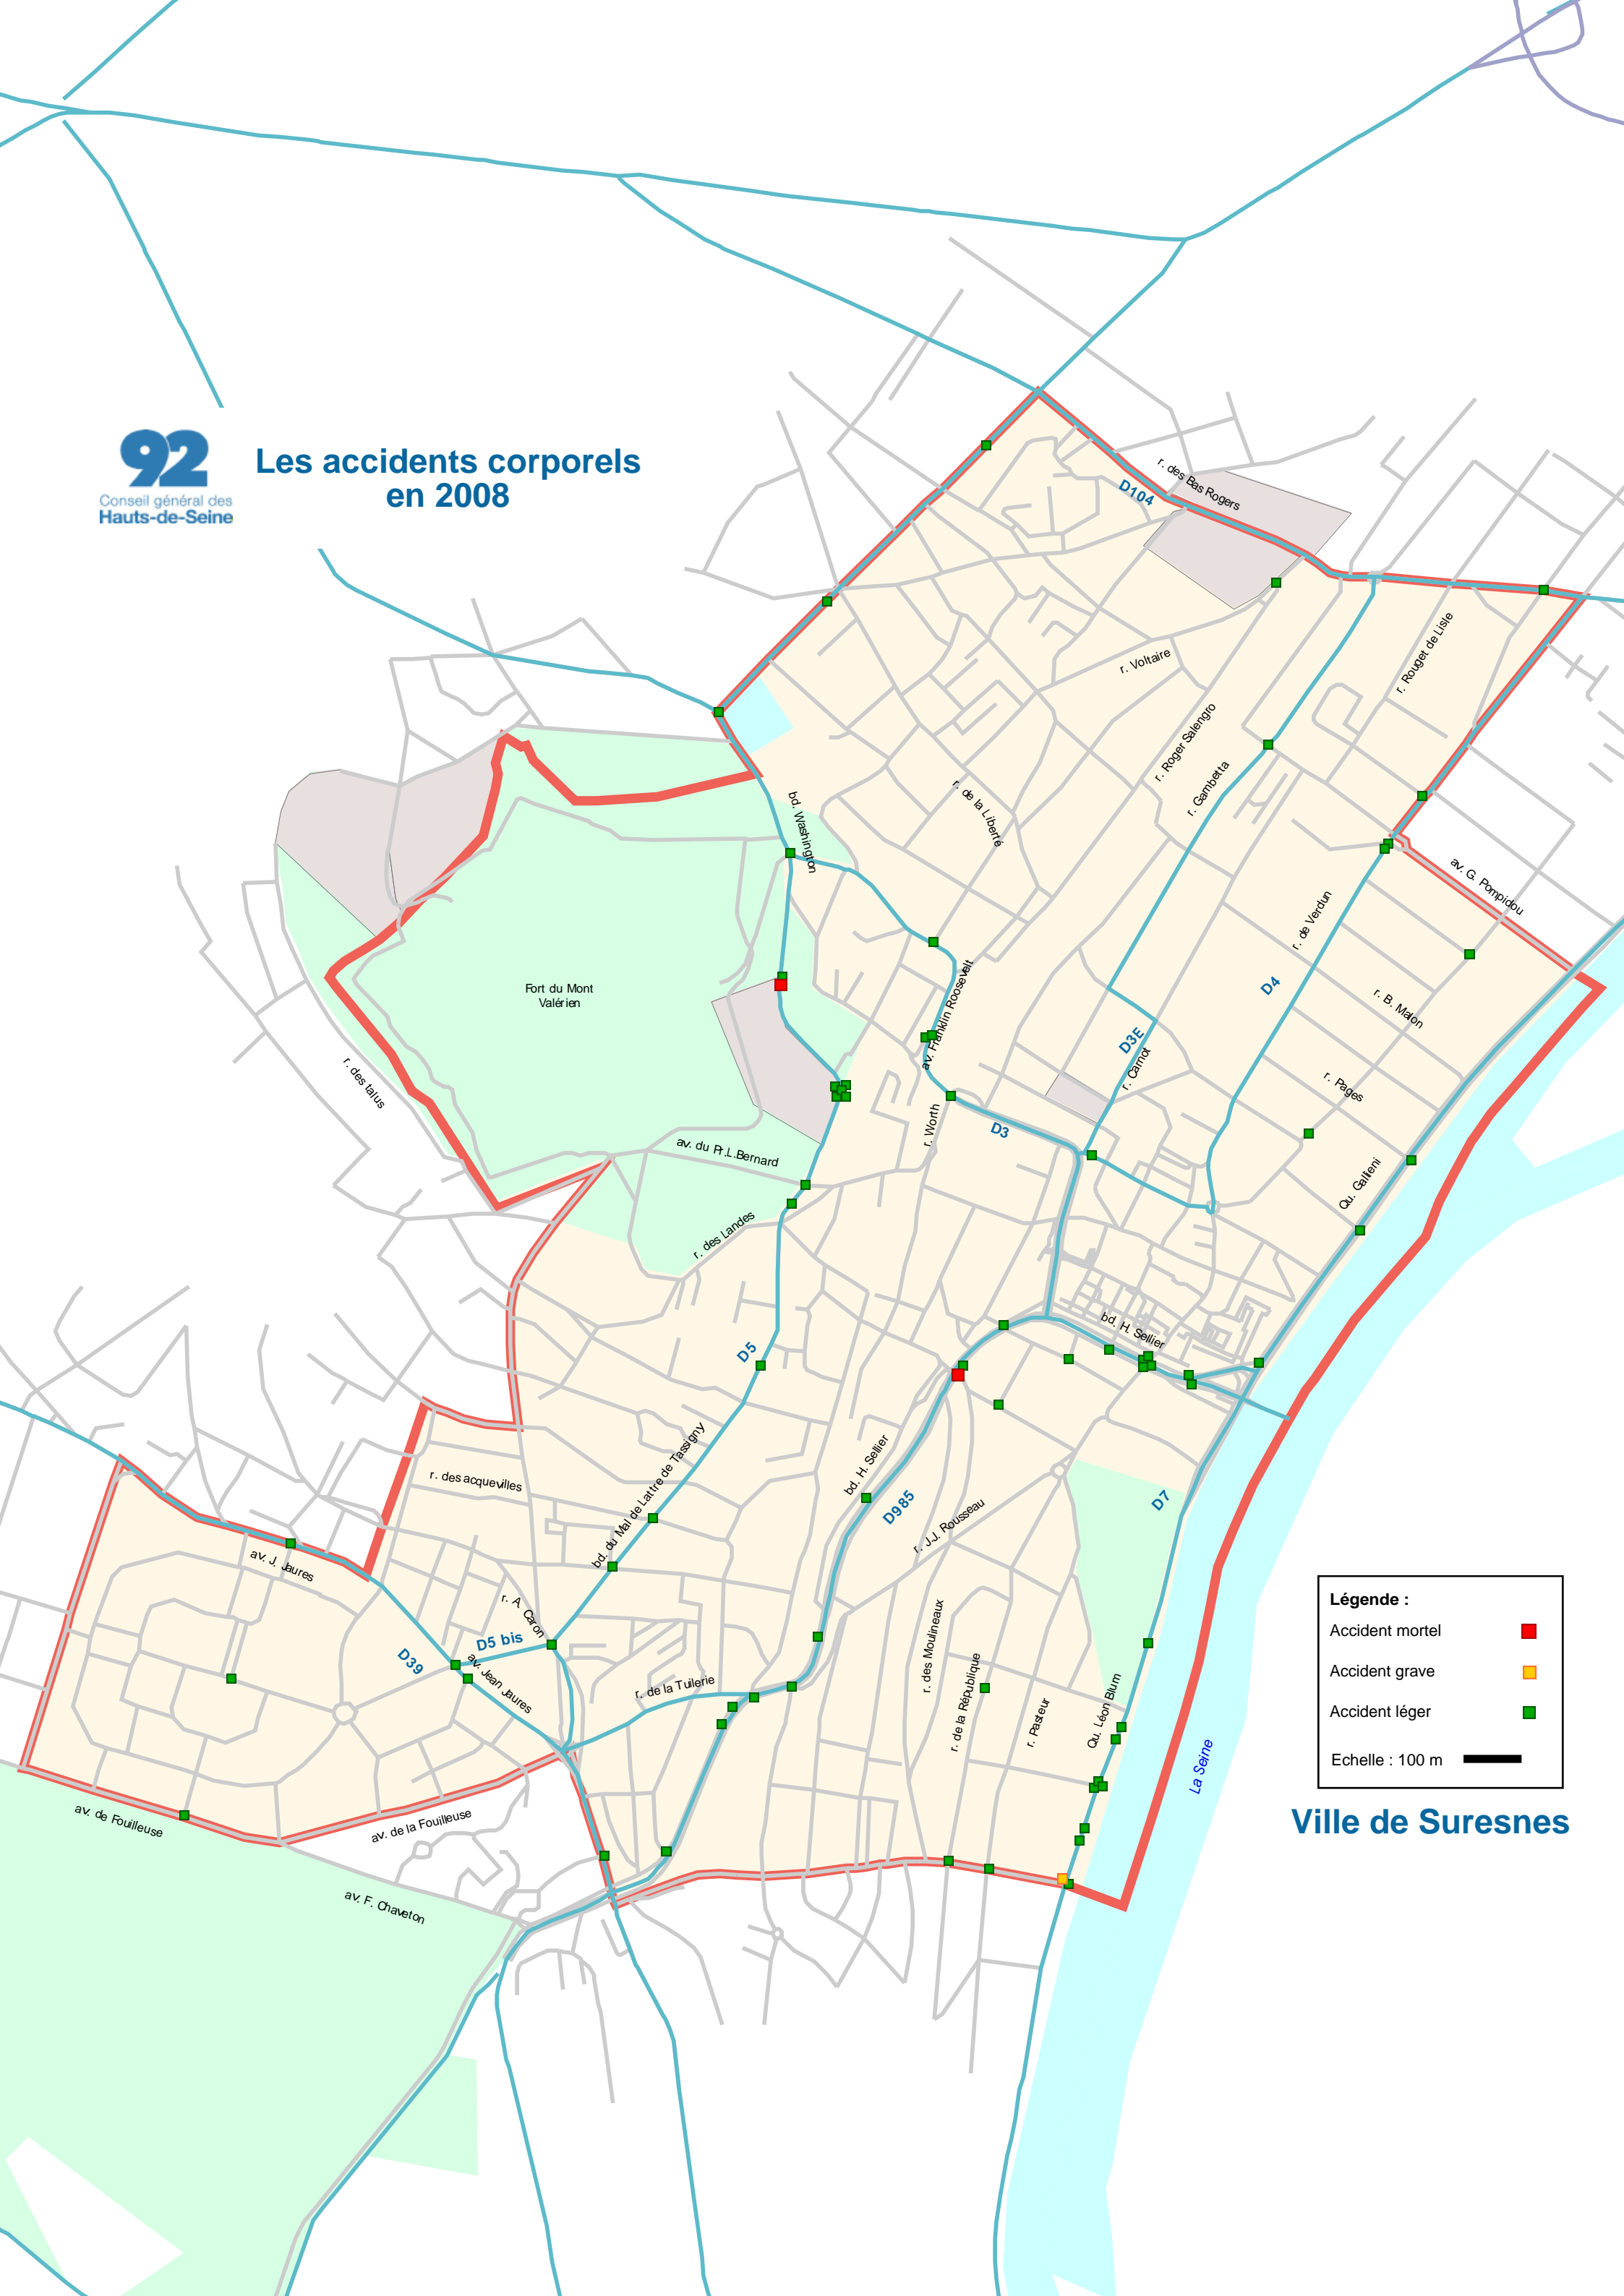 92
Conseil général des
Hauts-de-Seine
Les accidents corporels
en 2008
r. des Bas Rogers
D104
r. Rouget de Lisle
r. Voltaire
r. Roger Salengro
r. Gambetta
r. de la Liberté
bd. Washington
av. G. Pompidou
r. de Verdun
D4
r. B. Malon
av. Franklin Roosevelt
Fort du Mont
Valérien
D3E
r. Carnot
r. Pages
r. des talus
r. Worth
D3
av. du Pr.L.Bernard
Qu. Gallieni
r. des Landes
bd. H. Sellier
D5
bd. du Mal de Lattre de Tassigny
bd. H. Sellier
r. des acquevilles
D985
D7
r. J.J. Rousseau
av. J. Jaures
r. A. Caron
D5 bis
D39
av. Jean Jaures
r. de la Tuilerie
r. des Moulineaux
r. de la République
r. Pasteur
Qu. Léon Blum
La Seine
av. de Fouilleuse
av. de la Fouilleuse
av. F. Chaveton
Légende :
Accident mortel
Accident grave
Accident léger
Echelle : 100 m
Ville de Suresnes